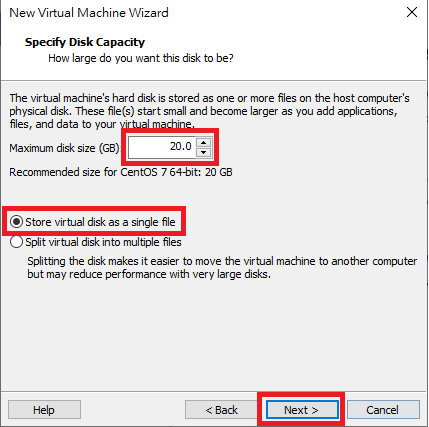 New Virtual Machine Wizard
Specify Disk Capacity
How large do you want this disk to be?
The virtual machine's hard disk is stored as one or more files on the host computer's
physical disk. These file(s) start small and become larger as you add applications,
files, and data to your virtual machine.
Maximum disk size (GB): 20.0
Recommended size for CentOS 7 64-bit: 20 GB
Store virtual disk as a single file
Split virtual disk into multiple files
Splitting the disk makes it easier to move the virtual machine to another computer
but may reduce performance with very large disks.
Help < Back Next > Cancel